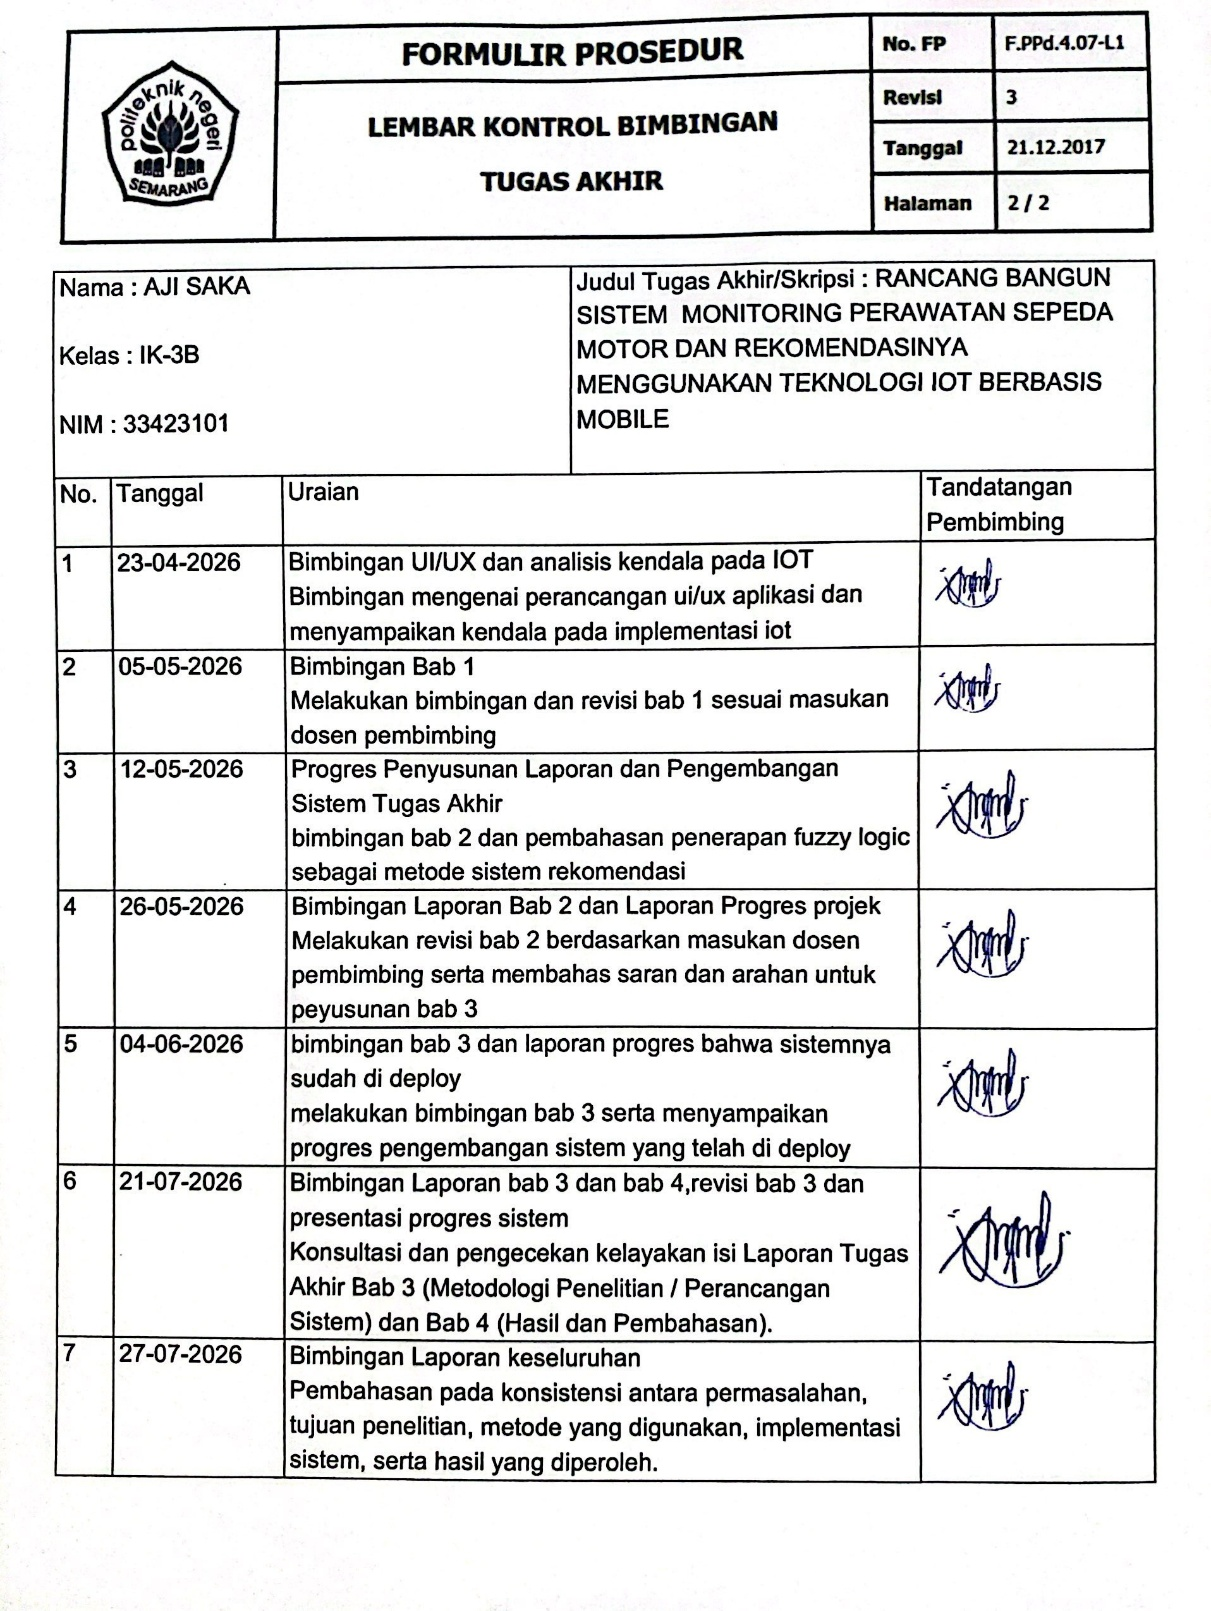 politeknik negeri
SEMARANG
FORMULIR PROSEDUR
LEMBAR KONTROL BIMBINGAN
TUGAS AKHIR
No. FP F.PPd.4.07-L1
Revisi 3
Tanggal 21.12.2017
Halaman 2 / 2
Nama : AJI SAKA
Kelas : IK-3B
NIM : 33423101
Judul Tugas Akhir/Skripsi : RANCANG BANGUN
SISTEM MONITORING PERAWATAN SEPEDA
MOTOR DAN REKOMENDASINYA
MENGGUNAKAN TEKNOLOGI IOT BERBASIS
MOBILE
No. Tanggal Uraian Tandatangan
Pembimbing
1 23-04-2026 Bimbingan UI/UX dan analisis kendala pada IOT
Bimbingan mengenai perancangan ui/ux aplikasi dan
menyampaikan kendala pada implementasi iot
2 05-05-2026 Bimbingan Bab 1
Melakukan bimbingan dan revisi bab 1 sesuai masukan
dosen pembimbing
3 12-05-2026 Progres Penyusunan Laporan dan Pengembangan
Sistem Tugas Akhir
bimbingan bab 2 dan pembahasan penerapan fuzzy logic
sebagai metode sistem rekomendasi
4 26-05-2026 Bimbingan Laporan Bab 2 dan Laporan Progres projek
Melakukan revisi bab 2 berdasarkan masukan dosen
pembimbing serta membahas saran dan arahan untuk
peyusunan bab 3
5 04-06-2026 bimbingan bab 3 dan laporan progres bahwa sistemnya
sudah di deploy
melakukan bimbingan bab 3 serta menyampaikan
progres pengembangan sistem yang telah di deploy
6 21-07-2026 Bimbingan Laporan bab 3 dan bab 4,revisi bab 3 dan
presentasi progres sistem
Konsultasi dan pengecekan kelayakan isi Laporan Tugas
Akhir Bab 3 (Metodologi Penelitian / Perancangan
Sistem) dan Bab 4 (Hasil dan Pembahasan).
7 27-07-2026 Bimbingan Laporan keseluruhan
Pembahasan pada konsistensi antara permasalahan,
tujuan penelitian, metode yang digunakan, implementasi
sistem, serta hasil yang diperoleh.